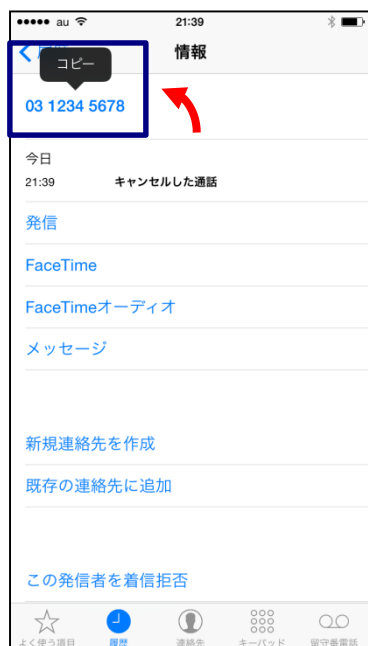 au 21:39
情報
コピー
03 1234 5678
今日
21:39 キャンセルした通話
発信
FaceTime
FaceTimeオーディオ
メッセージ
新規連絡先を作成
既存の連絡先に追加
この発信者を着信拒否
よく使う項目 履歴 連絡先 キーパッド 留守番電話